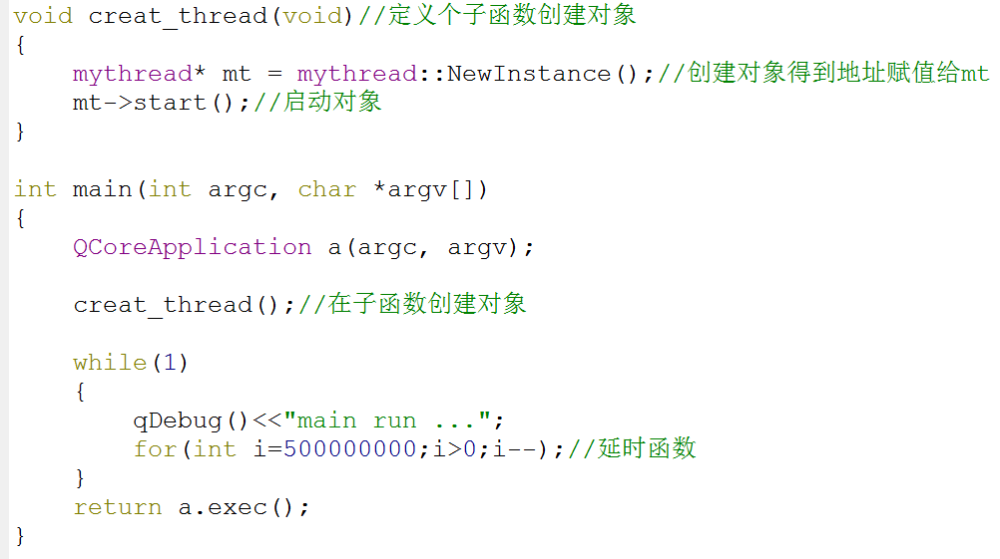 void creat_thread(void)//定义个子函数创建对象
{
    mythread* mt = mythread::NewInstance();//创建对象得到地址赋值给mt
    mt->start();//启动对象
}

int main(int argc, char *argv[])
{
    QCoreApplication a(argc, argv);

    creat_thread();//在子函数创建对象

    while(1)
    {
        qDebug()<<"main run ...";
        for(int i=500000000;i>0;i--);//延时函数
    }
    return a.exec();
}